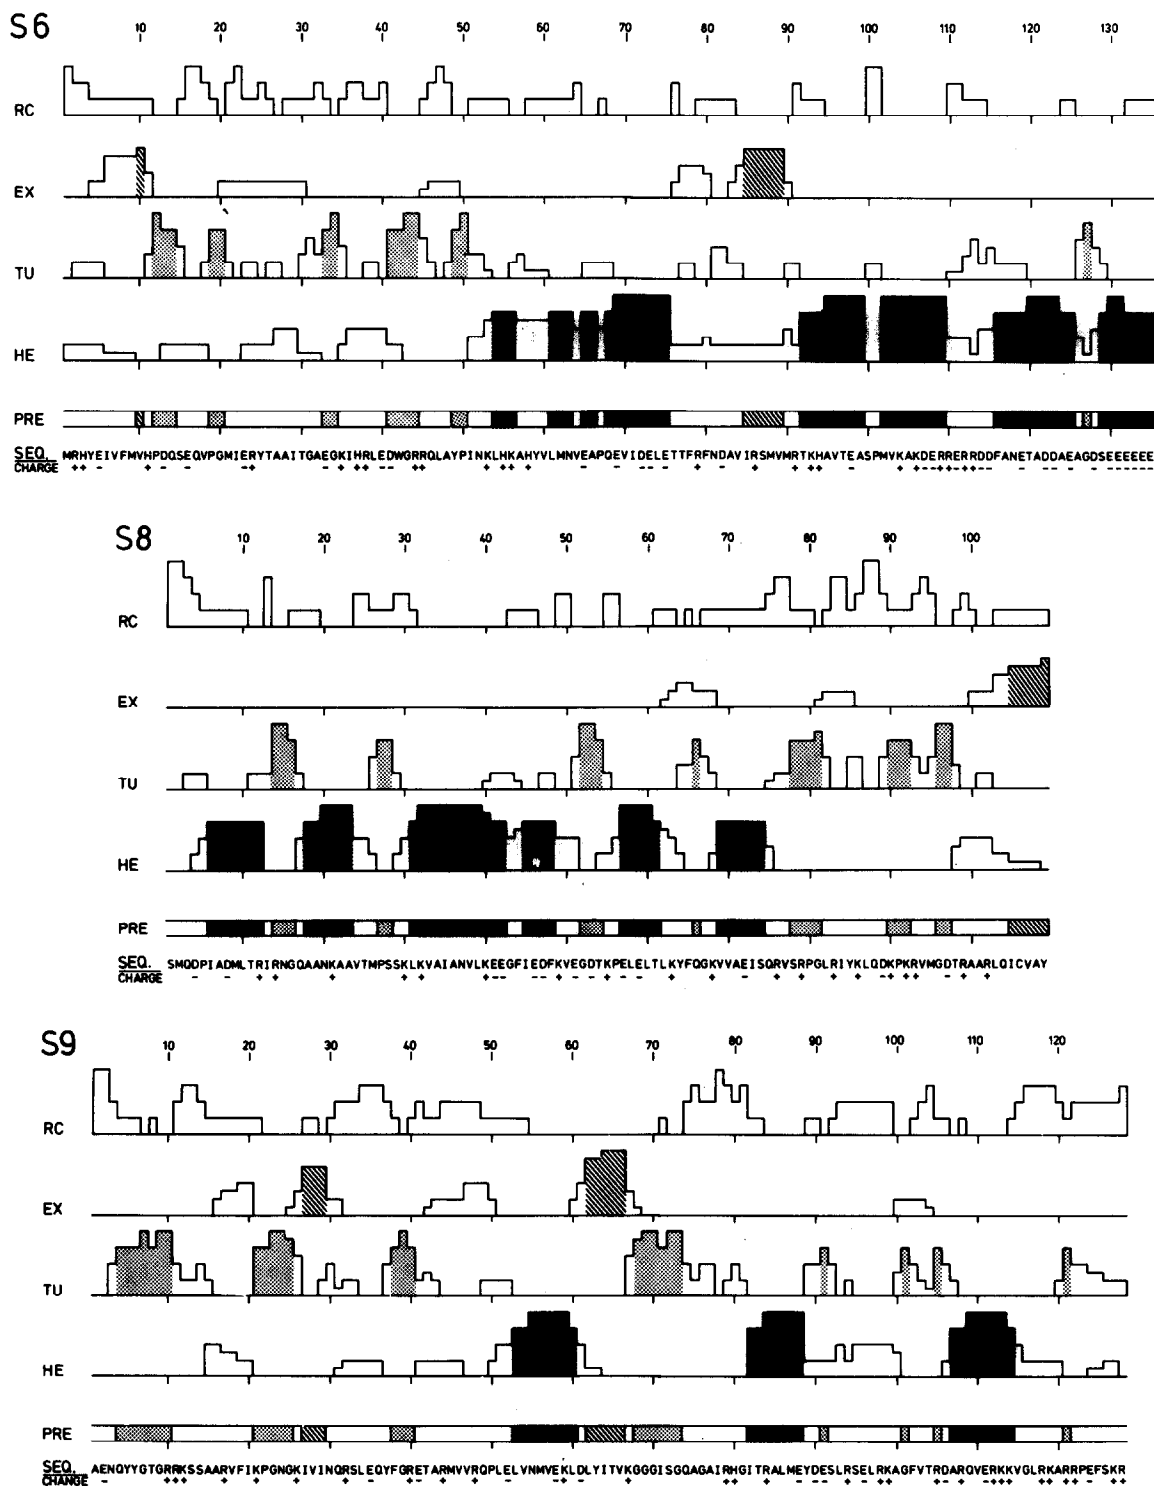 S6
10 20 30 40 50 60 70 80 90 100 110 120 130
RC
EX
TU
HE
PRE
SEQ. MRHYEIVFMVHPDQSEQVPGMIERYTAAITGAEGKIHRLEDWGRRQLAYPINKLHKAHYVLMNVEAPQEVIDELETTFRFNDAVIRSMVMRTKHAVTEASPMVKAKDERRERRDDFANETADDAEAGDSEEEEEE
CHARGE
S8
10 20 30 40 50 60 70 80 90 100
RC
EX
TU
HE
PRE
SEQ. SMQDPIADMLTRIRNGQAANKAAVTMPSSKLKVAIANVLKEEGFIEDFKVEGDTKPELELTLKYFQGKVVAEISQRVSRPGLRIYKLQDKPKRVMGDTRAARLQICVAY
CHARGE
S9
10 20 30 40 50 60 70 80 90 100 110 120
RC
EX
TU
HE
PRE
SEQ. AENQYYGTGRRKSSAARVFIKPGNGKIVINQRSLEQYFGRETARMVVRQPLELVNMVEKLDLYITVKGGGISGQAGAIRHGITRALMEYDESLRSELRKAGFVTRDARQVERKKVGLRKARRPEFSKR
CHANGE